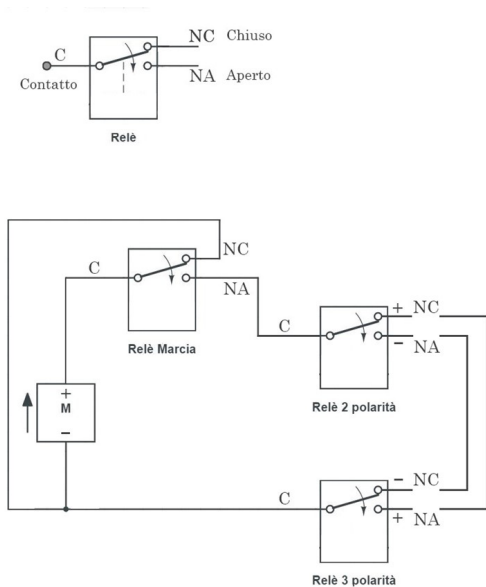 NC Chiuso
C
Contatto
NA Aperto
Relè
NC
C
NA
Relè Marcia
+ NC
C
− NA
Relè 2 polarità
+
M
−
− NC
C
+ NA
Relè 3 polarità